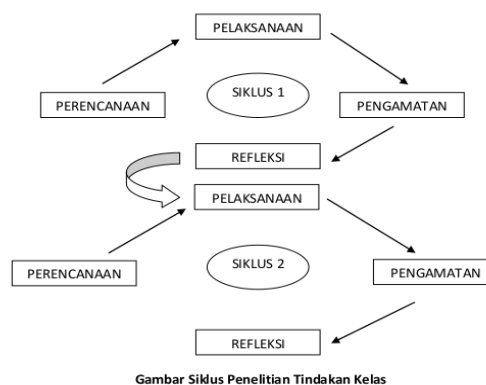 PELAKSANAAN
PERENCANAAN
SIKLUS 1
PENGAMATAN
REFLEKSI
PELAKSANAAN
PERENCANAAN
SIKLUS 2
PENGAMATAN
REFLEKSI
Gambar Siklus Penelitian Tindakan Kelas